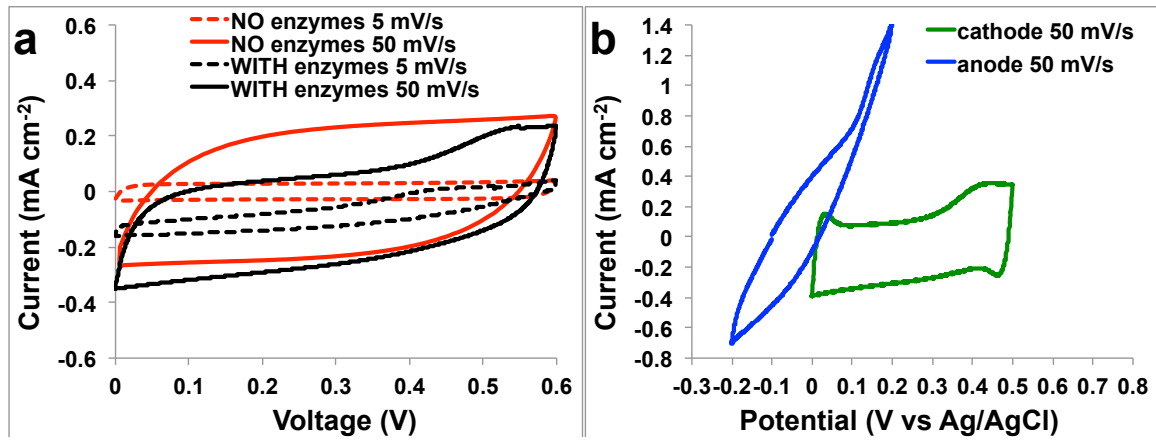 a
NO enzymes 5 mV/s
NO enzymes 50 mV/s
WITH enzymes 5 mV/s
WITH enzymes 50 mV/s
0.6
0.4
0.2
0
-0.2
-0.4
-0.6
Current (mA cm-2)
0 0.1 0.2 0.3 0.4 0.5 0.6
Voltage (V)
b
cathode 50 mV/s
anode 50 mV/s
1.4
1.2
1
0.8
0.6
0.4
0.2
0
-0.2
-0.4
-0.6
-0.8
Current (mA cm-2)
-0.3 -0.2 -0.1 0 0.1 0.2 0.3 0.4 0.5 0.6 0.7 0.8
Potential (V vs Ag/AgCl)